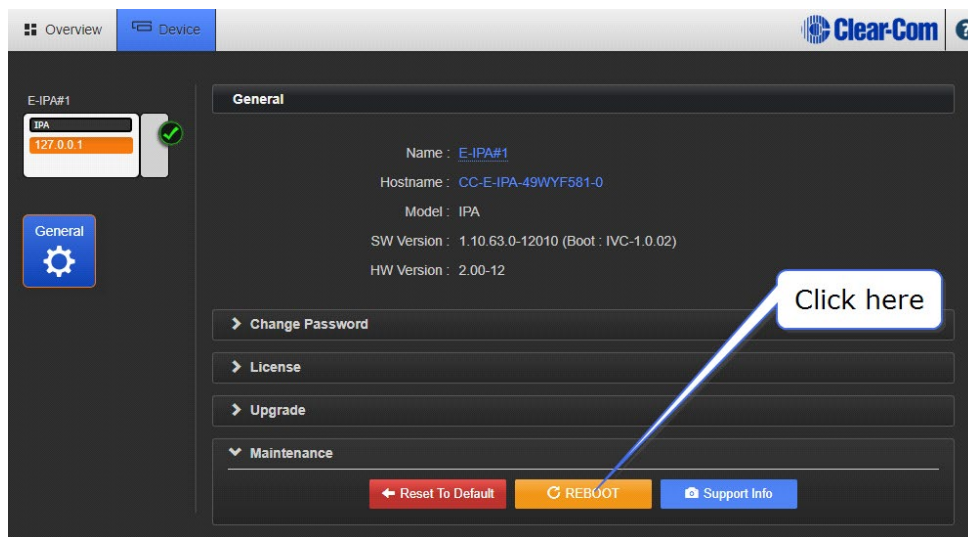 Overview
Device
Clear-Com
E-IPA#1
IPA
127.0.0.1
General
General
Name : E-IPA#1
Hostname : CC-E-IPA-49WYF581-0
Model : IPA
SW Version : 1.10.63.0-12010 (Boot : IVC-1.0.02)
HW Version : 2.00-12
Click here
Change Password
License
Upgrade
Maintenance
Reset To Default
REBOOT
Support Info